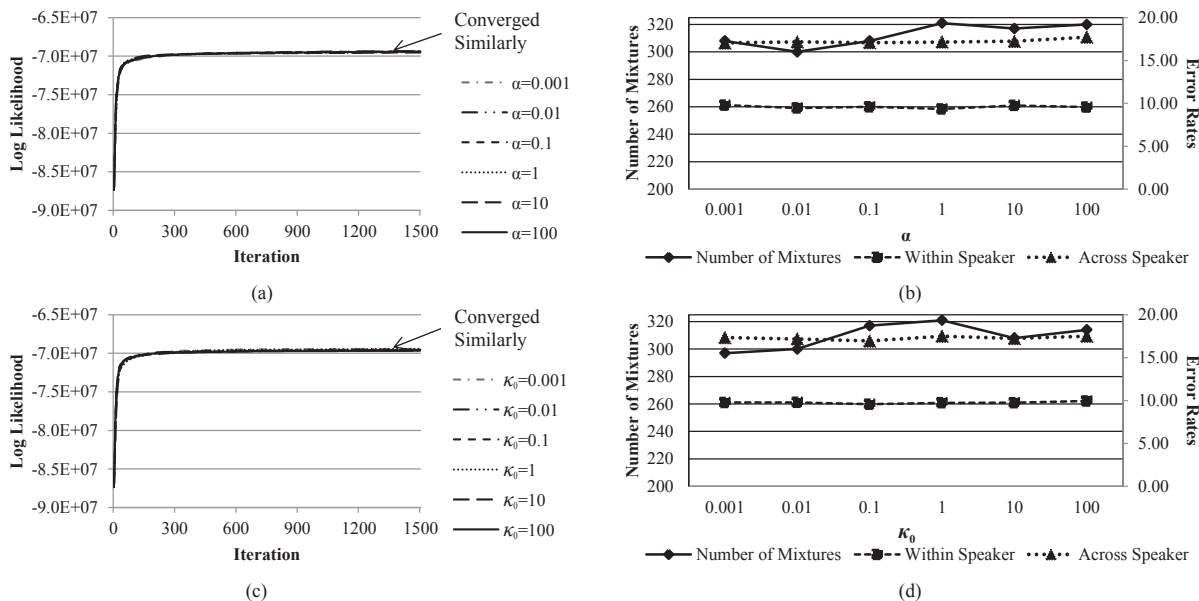 -6.5E+07
-7.0E+07
-7.5E+07
-8.0E+07
-8.5E+07
-9.0E+07
Log Likelihood
0 300 600 900 1200 1500
Iteration
Converged
Similarly
α=0.001
α=0.01
α=0.1
α=1
α=10
α=100
(a)
320
300
280
260
240
220
200
Number of Mixtures
20.00
15.00
10.00
5.00
0.00
Error Rates
0.001 0.01 0.1 1 10 100
α
Number of Mixtures Within Speaker Across Speaker
(b)
-6.5E+07
-7.0E+07
-7.5E+07
-8.0E+07
-8.5E+07
-9.0E+07
Log Likelihood
0 300 600 900 1200 1500
Iteration
Converged
Similarly
κ₀=0.001
κ₀=0.01
κ₀=0.1
κ₀=1
κ₀=10
κ₀=100
(c)
320
300
280
260
240
220
200
Number of Mixtures
20.00
15.00
10.00
5.00
0.00
Error Rates
0.001 0.01 0.1 1 10 100
κ₀
Number of Mixtures Within Speaker Across Speaker
(d)